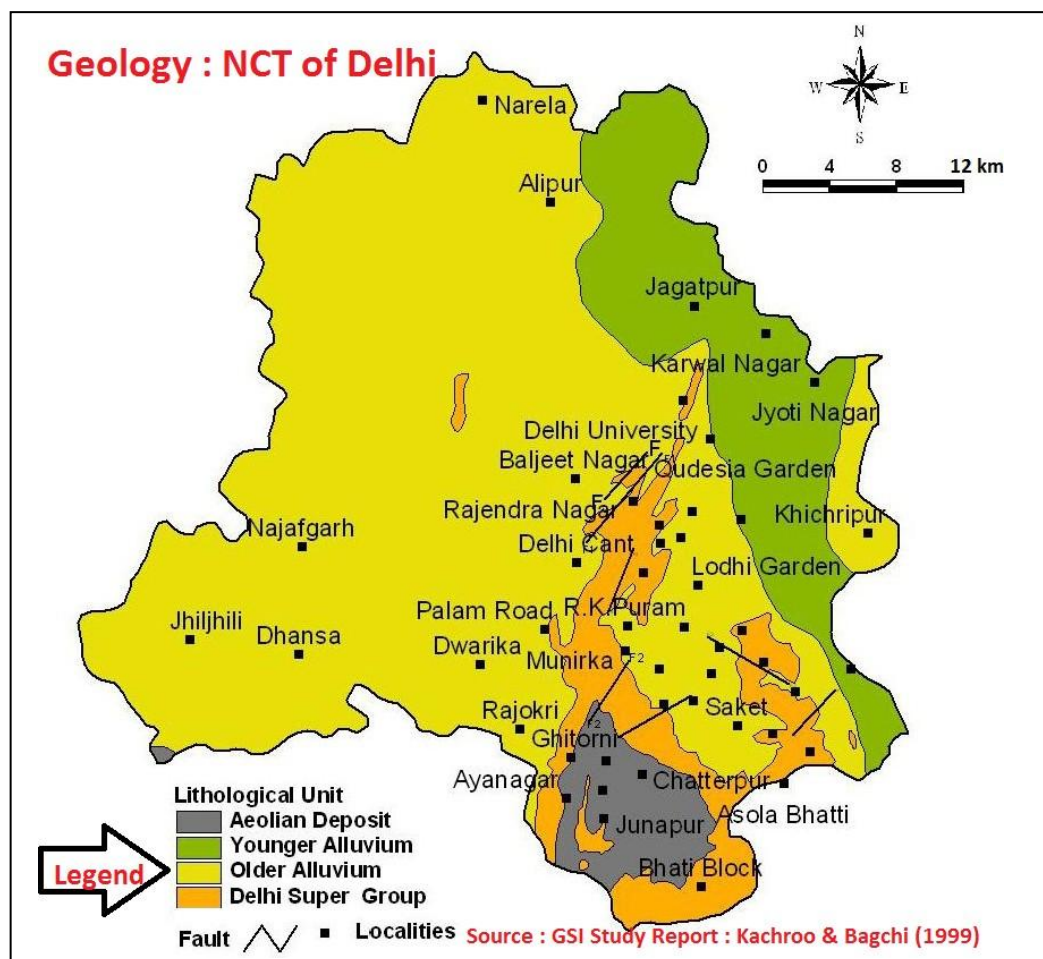 Geology : NCT of Delhi
N
W E
S
0 4 8 12 km
Narela
Alipur
Jagatpur
Karwal Nagar
Jyoti Nagar
Delhi University
F
Baljeet Nagar
Qudesia Garden
F
Rajendra Nagar
Khichripur
Najafgarh
Delhi Cant
Lodhi Garden
Palam Road
R.K.Puram
Jhiljhili
Dhansa
Dwarika
Munirka
F2
Rajokri
Saket
F2
Ghitorni
Ayanagar
Chatterpur
Asola Bhatti
Junapur
Bhati Block
Legend
Lithological Unit
Aeolian Deposit
Younger Alluvium
Older Alluvium
Delhi Super Group
Fault
Localities
Source : GSI Study Report : Kachroo & Bagchi (1999)